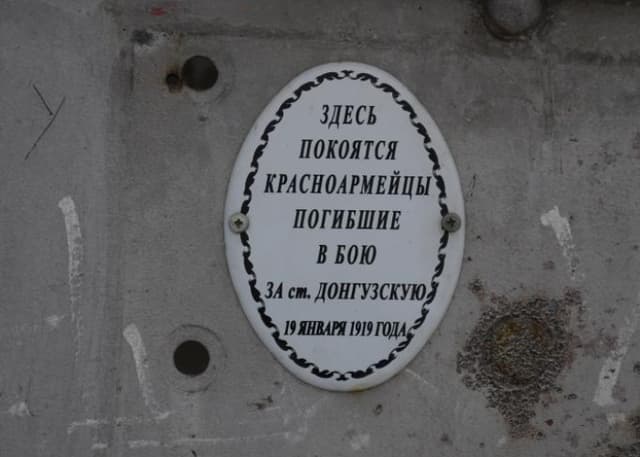 ЗДЕСЬ
ПОКОЯТСЯ
КРАСНОАРМЕЙЦЫ
ПОГИБШИЕ
В БОЮ
ЗА ст. ДОНГУЗСКУЮ
19 ЯНВАРЯ 1919 ГОДА